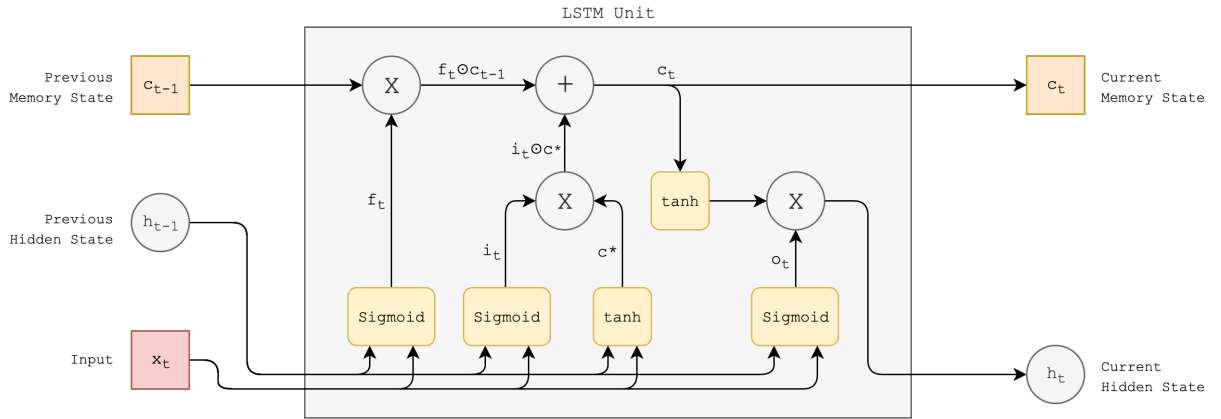 LSTM Unit
Previous
Memory State
c_{t-1}
X
f_t⊙c_{t-1}
+
c_t
c_t
Current
Memory State
i_t⊙c*
f_t
X
tanh
X
Previous
Hidden State
h_{t-1}
i_t
c*
o_t
Sigmoid
Sigmoid
tanh
Sigmoid
Input
x_t
h_t
Current
Hidden State